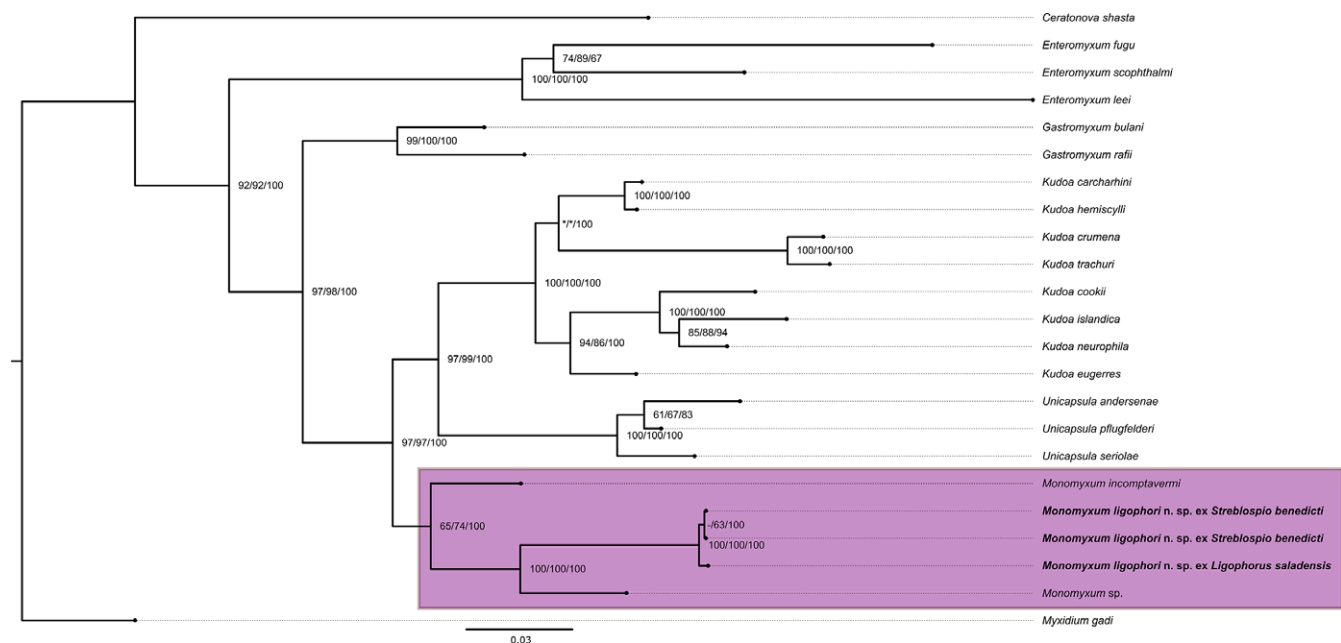 Ceratonova shasta
Enteromyxum fugu
74/89/67
Enteromyxum scophthalmi
100/100/100
Enteromyxum leei
Gastromyxum bulani
99/100/100
Gastromyxum rafii
Kudoa carcharhini
92/92/100
100/100/100
Kudoa hemiscylli
*/*/100
Kudoa crumena
100/100/100
Kudoa trachuri
100/100/100
97/98/100
Kudoa cookii
100/100/100
Kudoa islandica
85/88/94
Kudoa neurophila
94/86/100
97/99/100
Kudoa eugerres
Unicapsula andersenae
61/67/83
Unicapsula pflugfelderi
100/100/100
97/97/100
Unicapsula seriolae
Monomyxum incomptavermi
Monomyxum ligophori n. sp. ex Streblospio benedicti
65/74/100
-/63/100
Monomyxum ligophori n. sp. ex Streblospio benedicti
100/100/100
Monomyxum ligophori n. sp. ex Ligophorus saladensis
100/100/100
Monomyxum sp.
Myxidium gadi
0.03